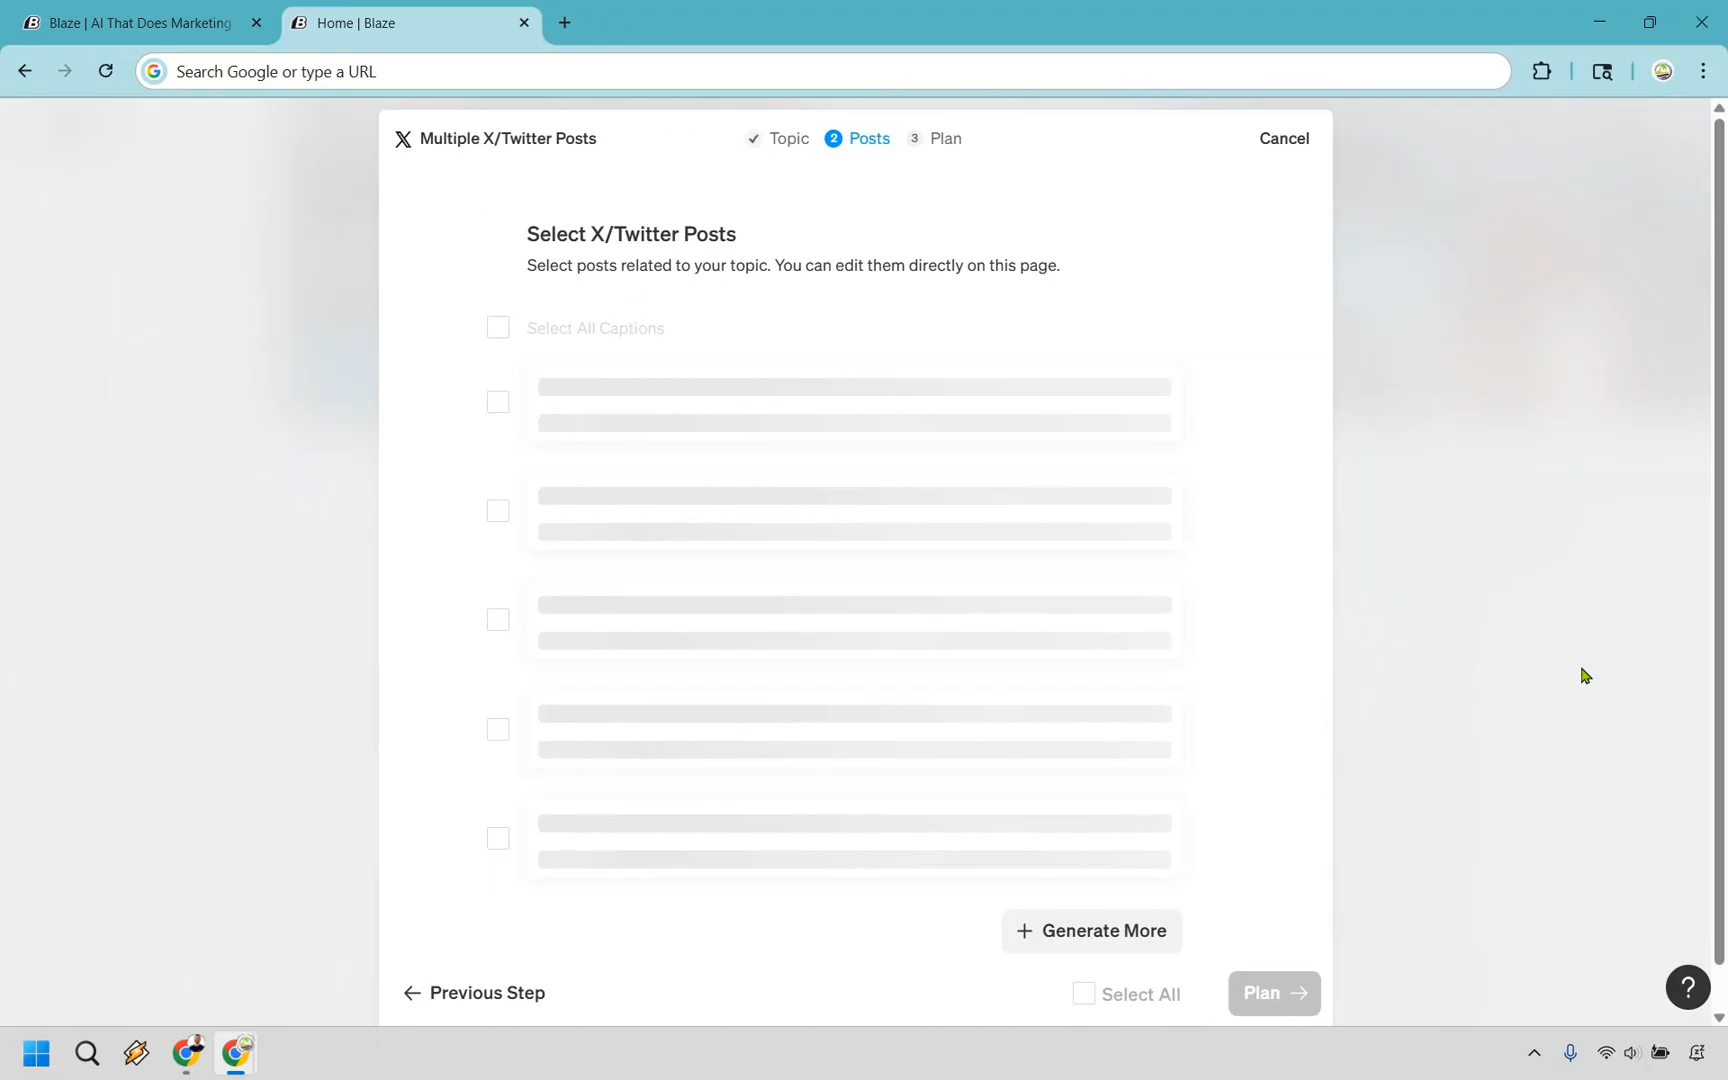 Blaze | AI That Does Marketing
Home | Blaze
Search Google or type a URL
Multiple X/Twitter Posts
Topic
2 Posts
3 Plan
Cancel
Select X/Twitter Posts
Select posts related to your topic. You can edit them directly on this page.
Select All Captions
+ Generate More
← Previous Step
Select All
Plan →
?